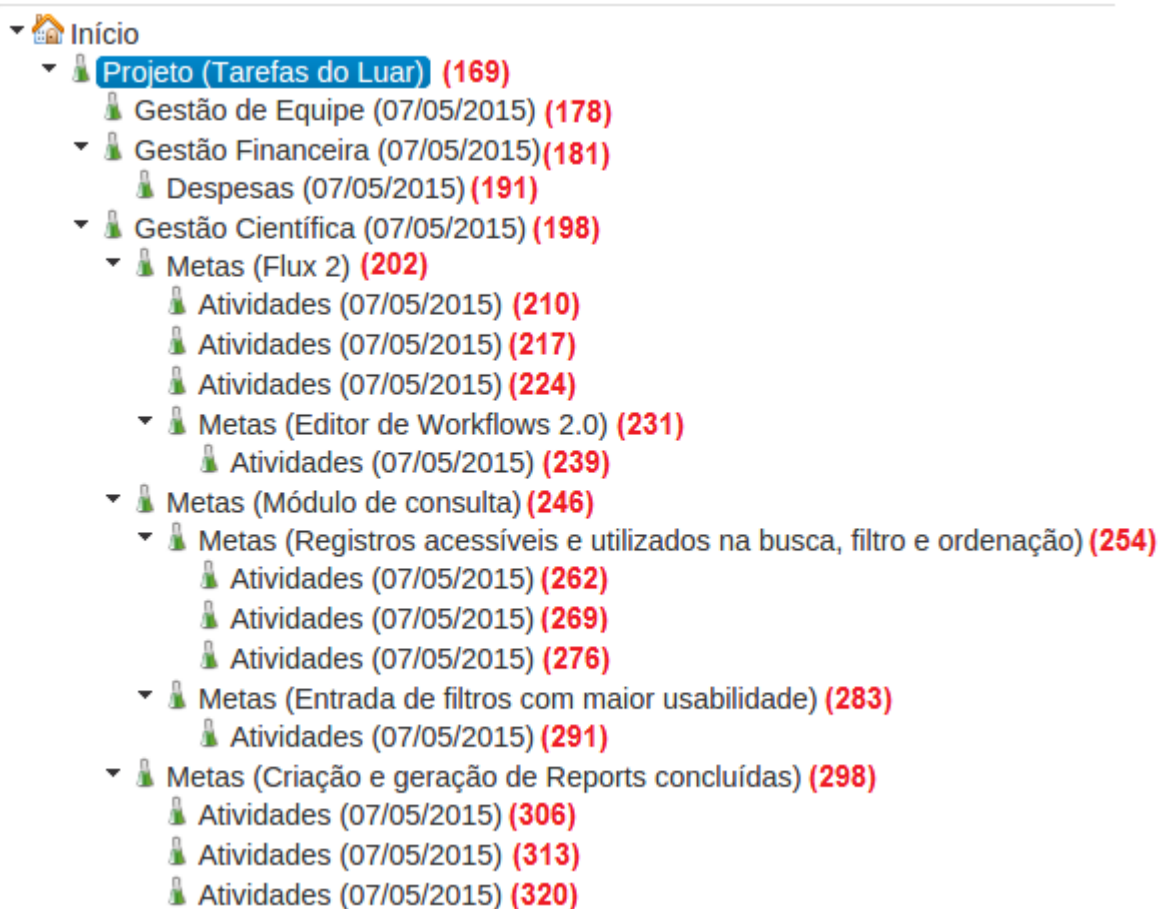 Início
Projeto (Tarefas do Luar) (169)
Gestão de Equipe (07/05/2015) (178)
Gestão Financeira (07/05/2015)(181)
Despesas (07/05/2015) (191)
Gestão Científica (07/05/2015) (198)
Metas (Flux 2) (202)
Atividades (07/05/2015) (210)
Atividades (07/05/2015) (217)
Atividades (07/05/2015) (224)
Metas (Editor de Workflows 2.0) (231)
Atividades (07/05/2015) (239)
Metas (Módulo de consulta) (246)
Metas (Registros acessíveis e utilizados na busca, filtro e ordenação) (254)
Atividades (07/05/2015) (262)
Atividades (07/05/2015) (269)
Atividades (07/05/2015) (276)
Metas (Entrada de filtros com maior usabilidade) (283)
Atividades (07/05/2015) (291)
Metas (Criação e geração de Reports concluídas) (298)
Atividades (07/05/2015) (306)
Atividades (07/05/2015) (313)
Atividades (07/05/2015) (320)